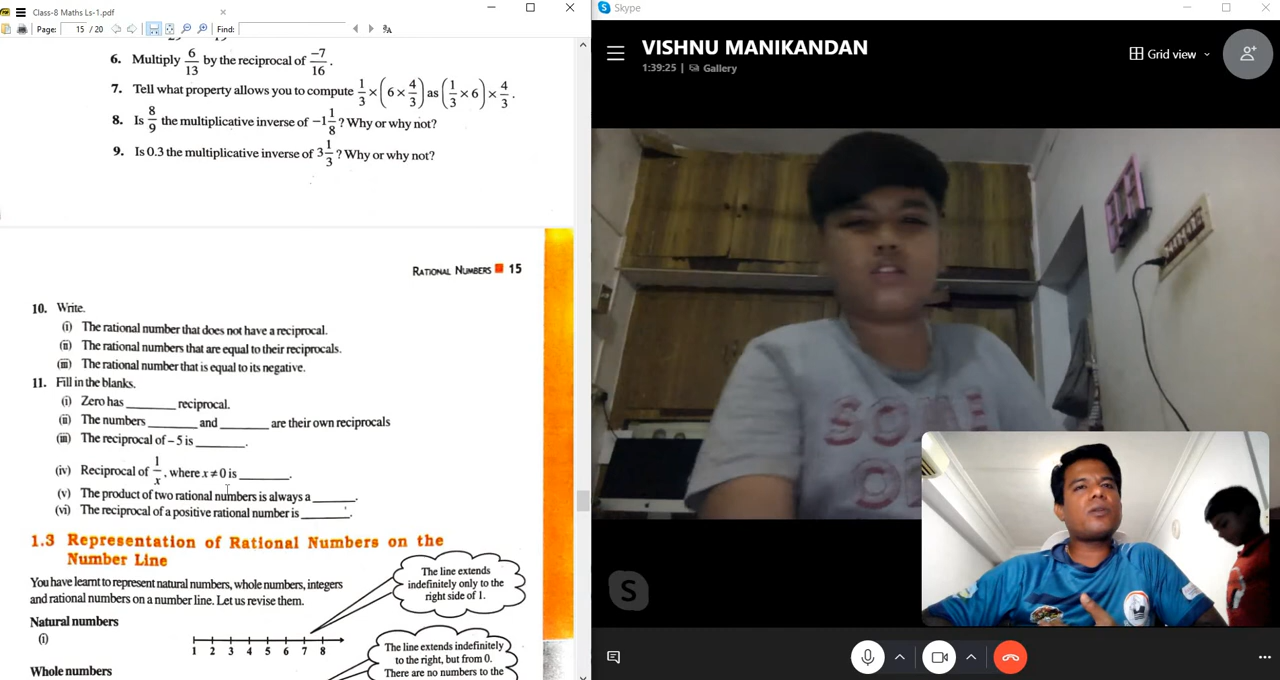 Class-8 Maths Ls-1.pdf
Page: 15 / 20 Find:
6. Multiply 6/13 by the reciprocal of -7/16.
7. Tell what property allows you to compute 1/3 × (6 × 4/3) as (1/3 × 6) × 4/3.
8. Is 8/9 the multiplicative inverse of -1 1/8? Why or why not?
9. Is 0.3 the multiplicative inverse of 3 1/3? Why or why not?
RATIONAL NUMBERS 15
10. Write.
(i) The rational number that does not have a reciprocal.
(ii) The rational numbers that are equal to their reciprocals.
(iii) The rational number that is equal to its negative.
11. Fill in the blanks.
(i) Zero has ________ reciprocal.
(ii) The numbers ________ and ________ are their own reciprocals
(iii) The reciprocal of – 5 is ________.
(iv) Reciprocal of 1/x, where x ≠ 0 is ________.
(v) The product of two rational numbers is always a _______.
(vi) The reciprocal of a positive rational number is ________.
1.3 Representation of Rational Numbers on the
Number Line
You have learnt to represent natural numbers, whole numbers, integers
and rational numbers on a number line. Let us revise them.
The line extends
indefinitely only to the
right side of 1.
Natural numbers
(i)
1 2 3 4 5 6 7 8
The line extends indefinitely
to the right, but from 0.
There are no numbers to the
Whole numbers
Skype
VISHNU MANIKANDAN
1:39:25 | Gallery
Grid view
S